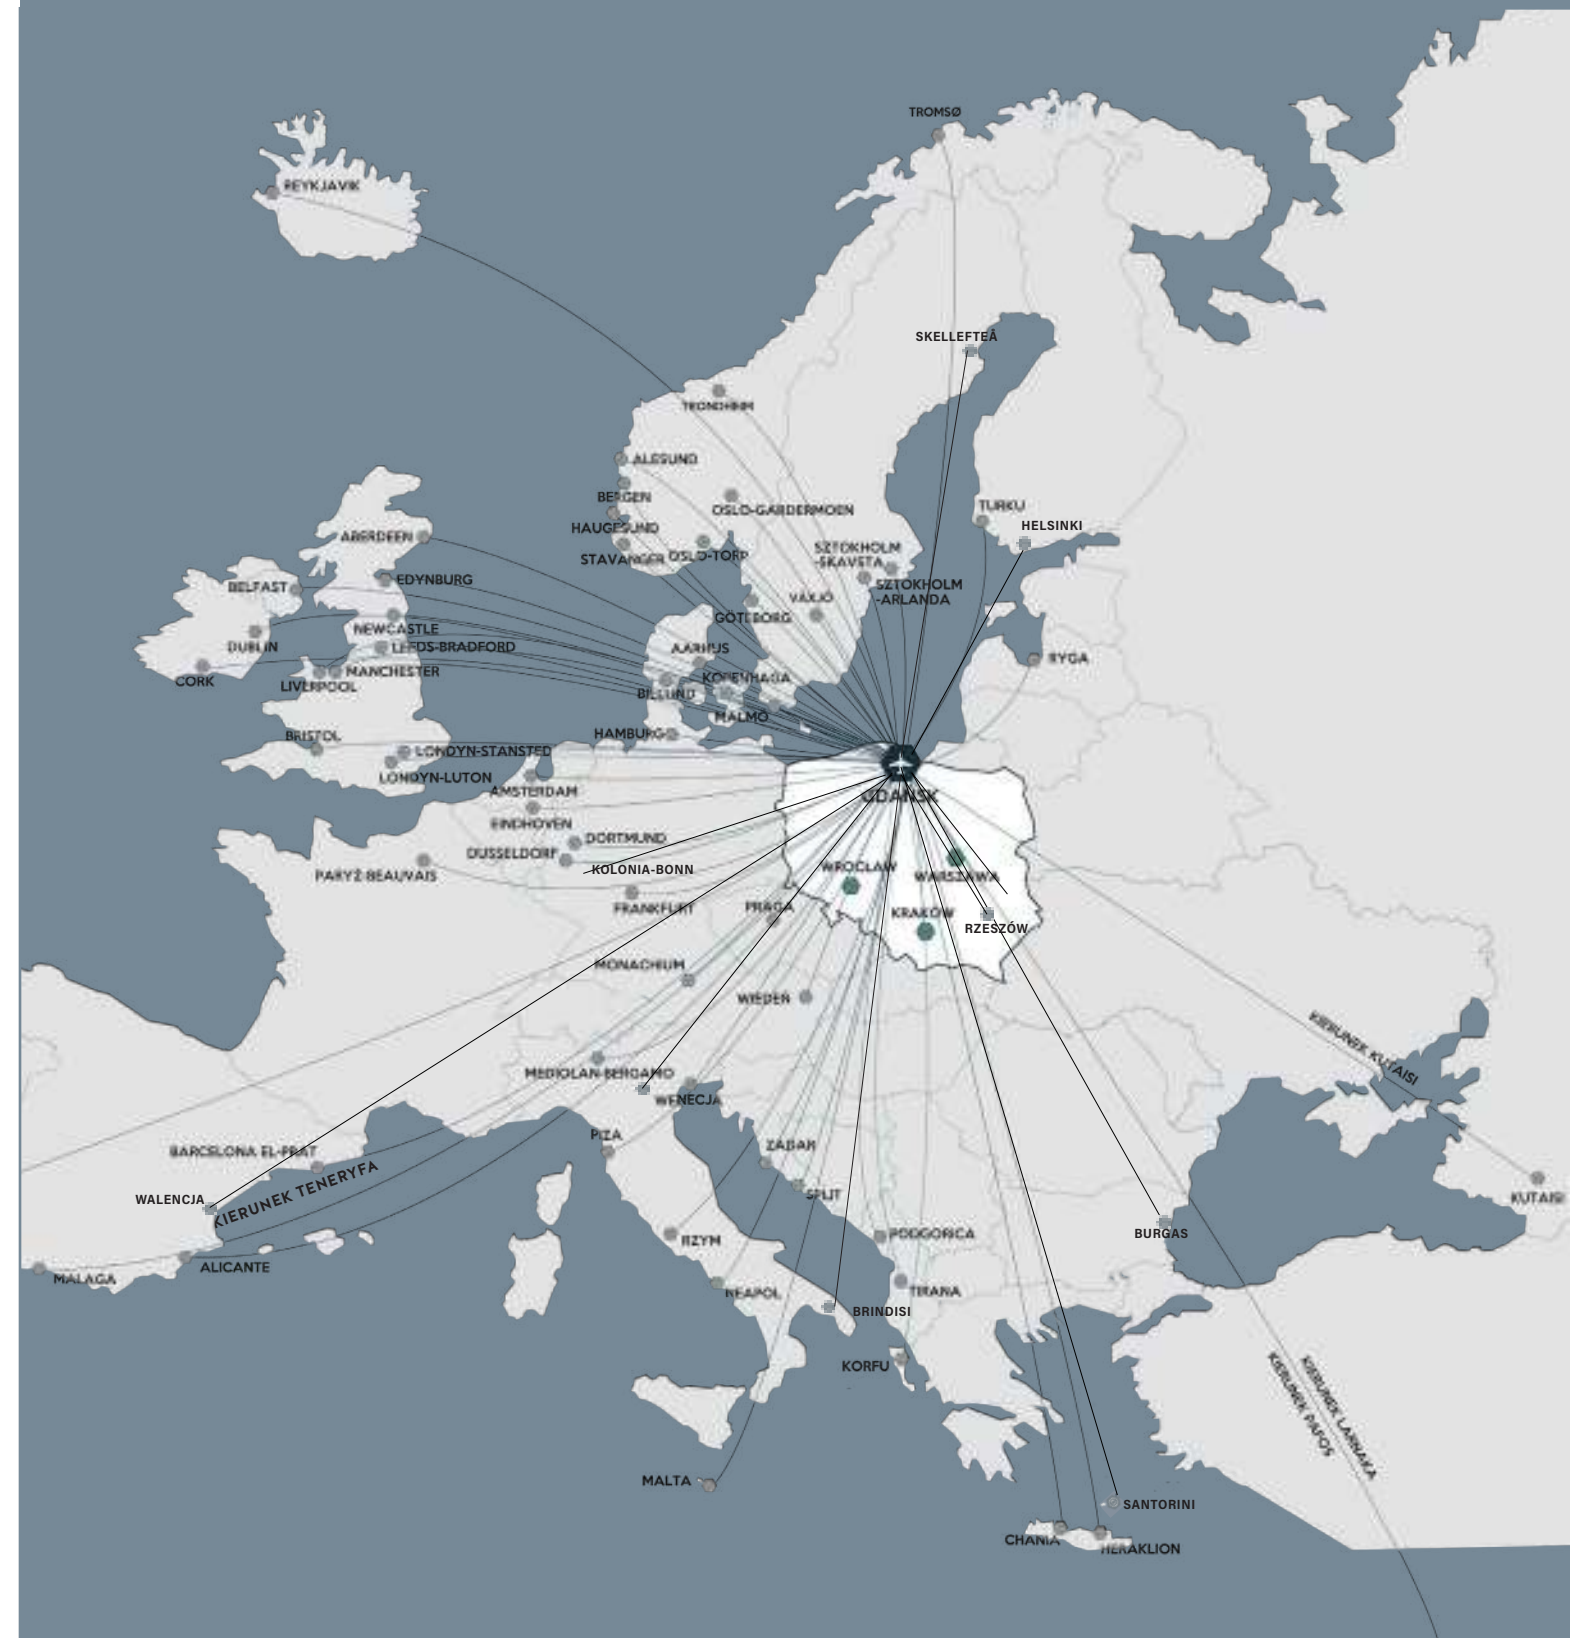 TROMSØ
REYKJAVIK
SKELLEFTEÅ
TRONDHEIM
ALESUND
BERGEN
OSLO-GARDERMOEN
TURKU
HAUGESUND
HELSINKI
ABERDEEN
STAVANGER
OSLO-TORP
SZTOKHOLM
-SKAVSTA
BELFAST
EDYNBURG
SZTOKHOLM
-ARLANDA
VAXJO
GÖTEBORG
NEWCASTLE
DUBLIN
LEEDS-BRADFORD
AARHUS
RYGA
CORK
LIVERPOOL
MANCHESTER
KOPENHAGA
BILLUND
MALMO
BRISTOL
HAMBURG
LONDYN-STANSTED
LONDYN-LUTON
AMSTERDAM
GDAŃSK
EINDHOVEN
DORTMUND
DUSSELDORF
PARYŻ-BEAUVAIS
KOLONIA-BONN
WROCŁAW
WARSZAWA
FRANKFURT
PRAGA
KRAKÓW
RZESZÓW
MONACHIUM
WIEDEŃ
KIERUNEK KUTAISI
MEDIOLAN-BERGAMO
WENECJA
PIZA
ZADAR
BARCELONA EL-PRAT
KIERUNEK TENERYFA
WALENCJA
SPLIT
KUTAISI
RZYM
PODGORICA
BURGAS
ALICANTE
MALAGA
NEAPOL
TIRANA
BRINDISI
KORFU
KIERUNEK LARNAKA
KIERUNEK PAFOS
MALTA
SANTORINI
CHANIA
HERAKLION